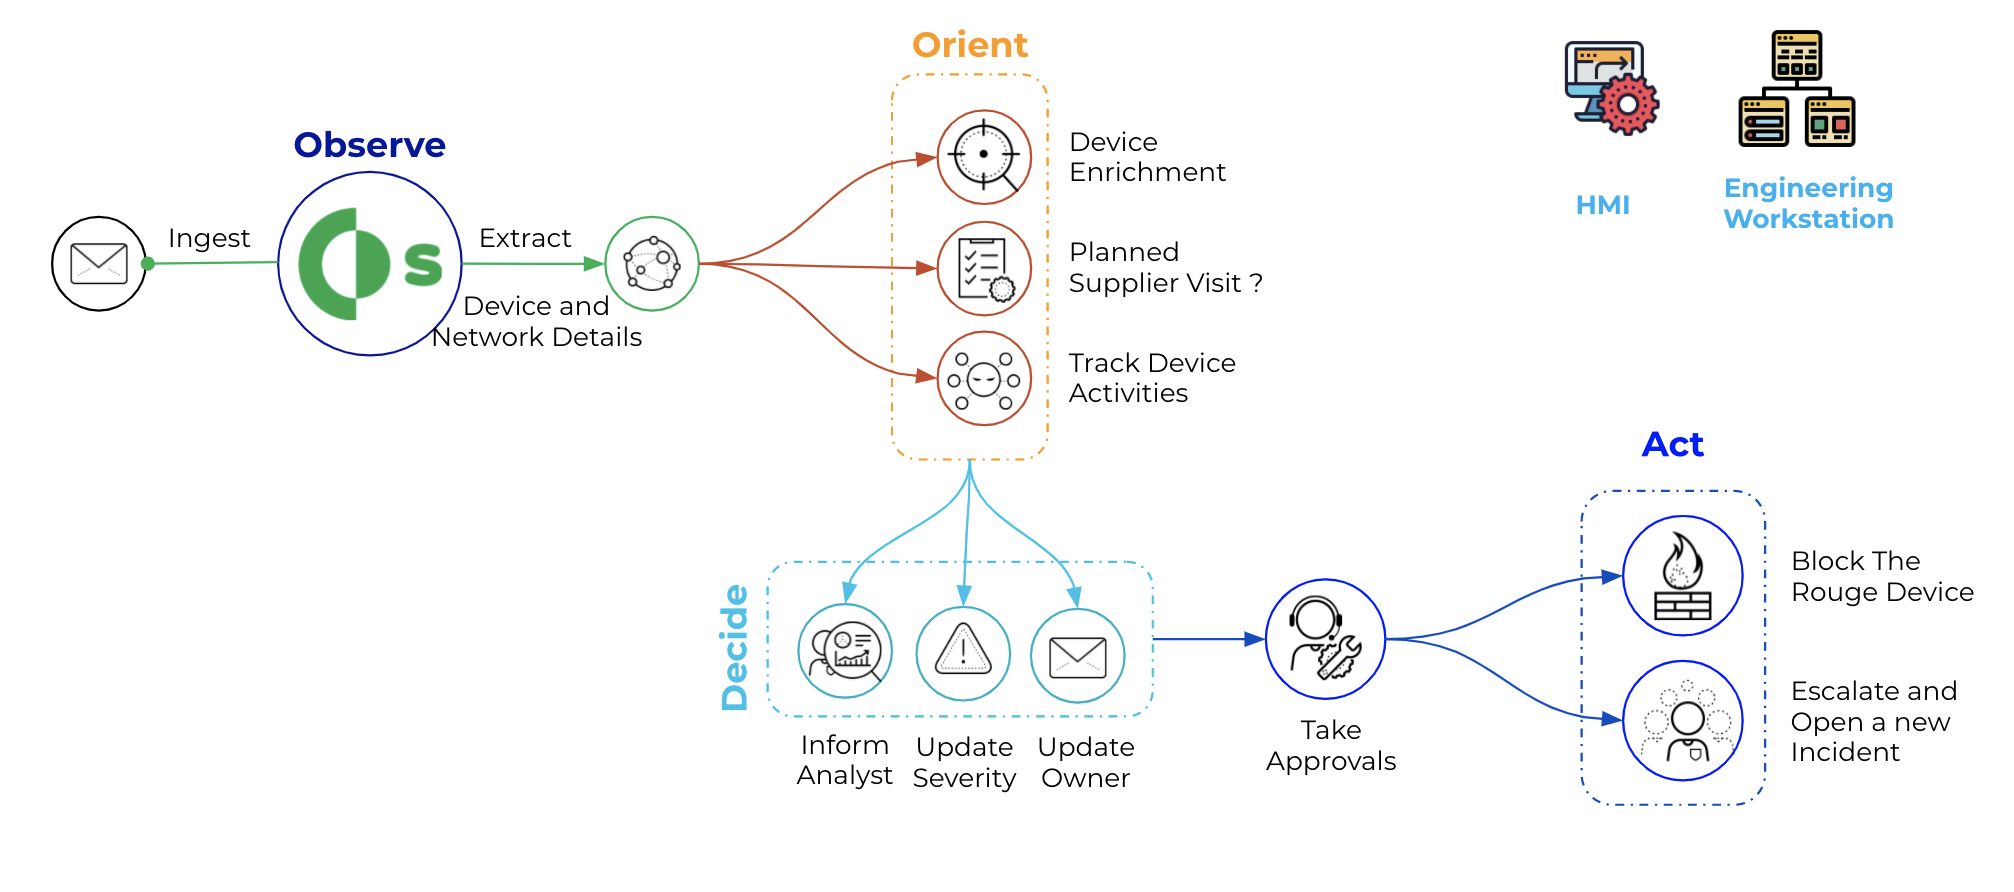 Orient
Device
Enrichment
Planned
Supplier Visit ?
Track Device
Activities
HMI
Engineering
Workstation
Observe
Ingest
s
Extract
Device and
Network Details
Act
Block The
Rouge Device
Escalate and
Open a new
Incident
Decide
Inform
Analyst
Update
Severity
Update
Owner
Take
Approvals